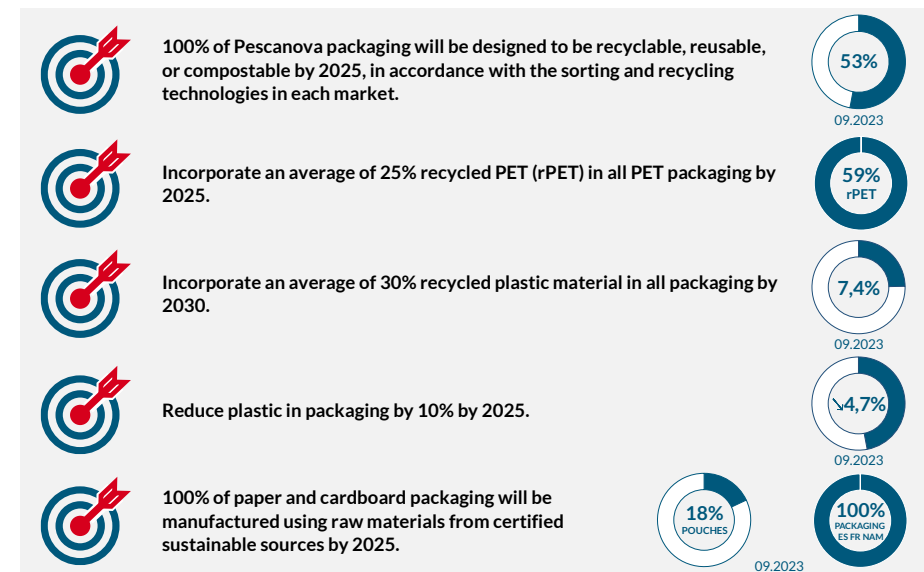 100% of Pescanova packaging will be designed to be recyclable, reusable,
or compostable by 2025, in accordance with the sorting and recycling
technologies in each market.
53%
09.2023
Incorporate an average of 25% recycled PET (rPET) in all PET packaging by
2025.
59%
rPET
Incorporate an average of 30% recycled plastic material in all packaging by
2030.
7,4%
09.2023
Reduce plastic in packaging by 10% by 2025.
↘4,7%
09.2023
100% of paper and cardboard packaging will be
manufactured using raw materials from certified
sustainable sources by 2025.
18%
POUCHES
09.2023
100%
PACKAGING
ES FR NAM